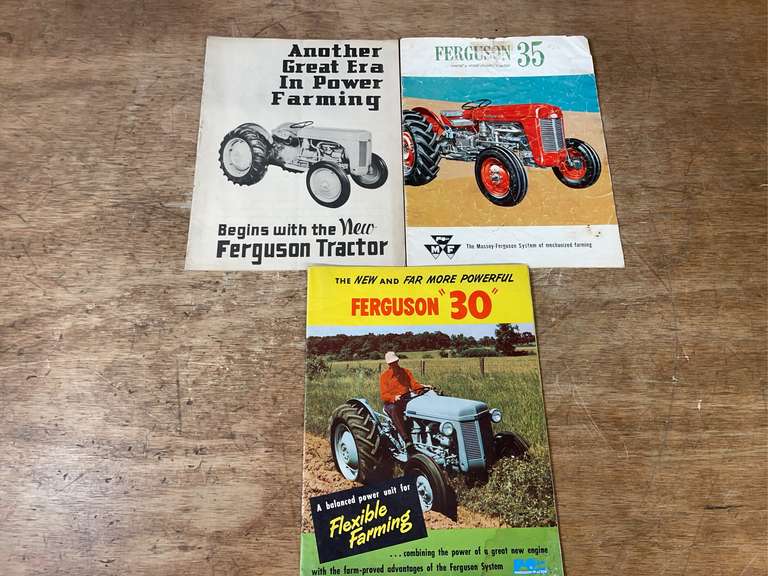 Another
Great Era
In Power
Farming
Begins with the New
Ferguson Tractor
FERGUSON 35
MF
The Massey-Ferguson System of mechanized farming
THE NEW AND FAR MORE POWERFUL
FERGUSON "30"
A balanced power unit for
Flexible
Farming
...combining the power of a great new engine
with the farm-proved advantages of the Ferguson System